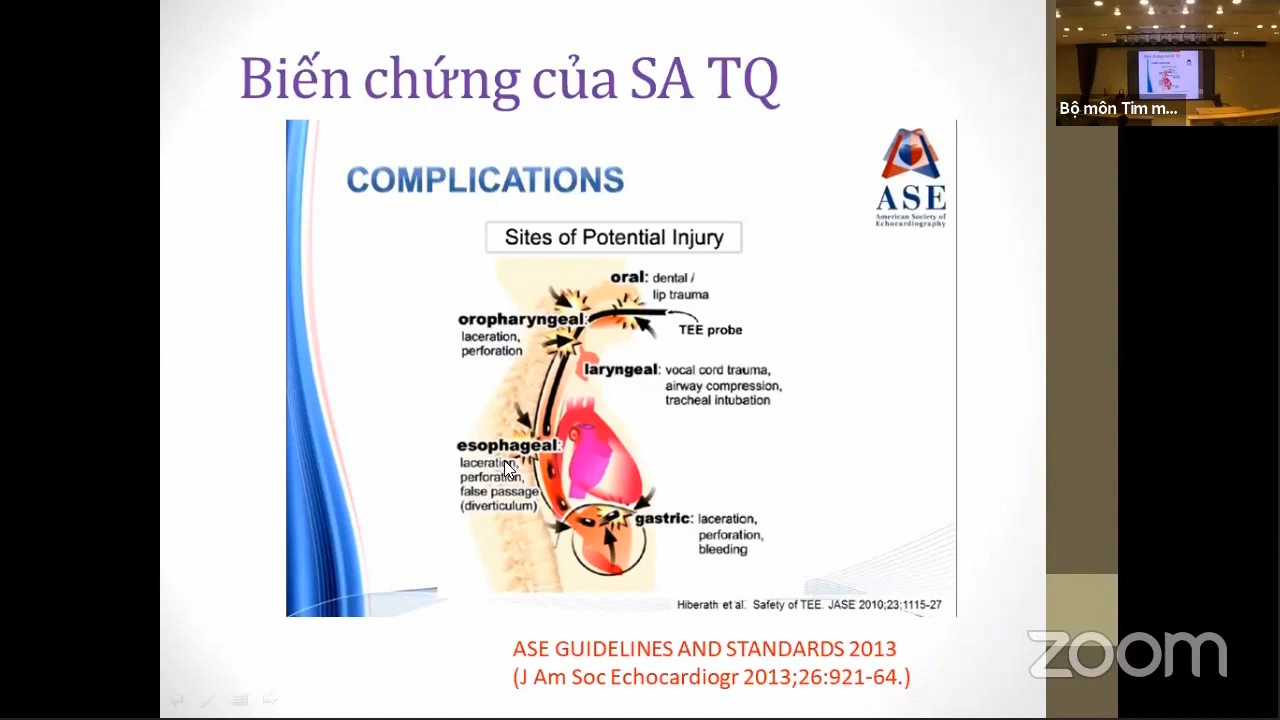 Biến chứng của SA TQ
COMPLICATIONS
ASE
American Society of
Echocardiography
Sites of Potential Injury
oral: dental /
lip trauma
TEE probe
oropharyngeal:
laceration,
perforation
laryngeal: vocal cord trauma,
airway compression,
tracheal intubation
esophageal:
laceration,
perforation,
false passage
(diverticulum)
gastric: laceration,
perforation,
bleeding
Hiberath et al. Safety of TEE. JASE 2010;23;1115-27
ASE GUIDELINES AND STANDARDS 2013
(J Am Soc Echocardiogr 2013;26:921-64.)
Bộ môn Tim m...
zoom